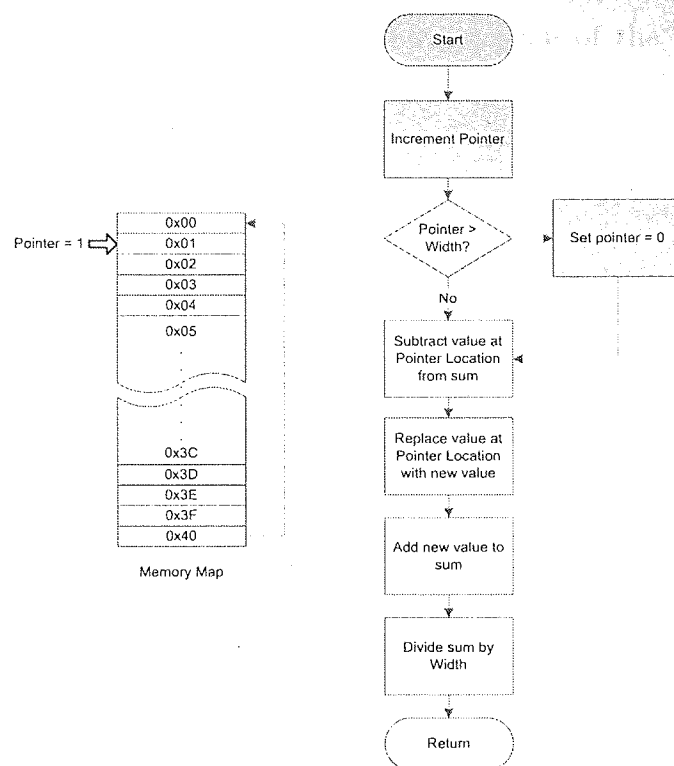 Start
Increment Pointer
Pointer >
Width?
Set pointer = 0
No
Subtract value at
Pointer Location
from sum
Replace value at
Pointer Location
with new value
Add new value to
sum
Divide sum by
Width
Return
Pointer = 1
0x00
0x01
0x02
0x03
0x04
0x05
0x3C
0x3D
0x3E
0x3F
0x40
Memory Map